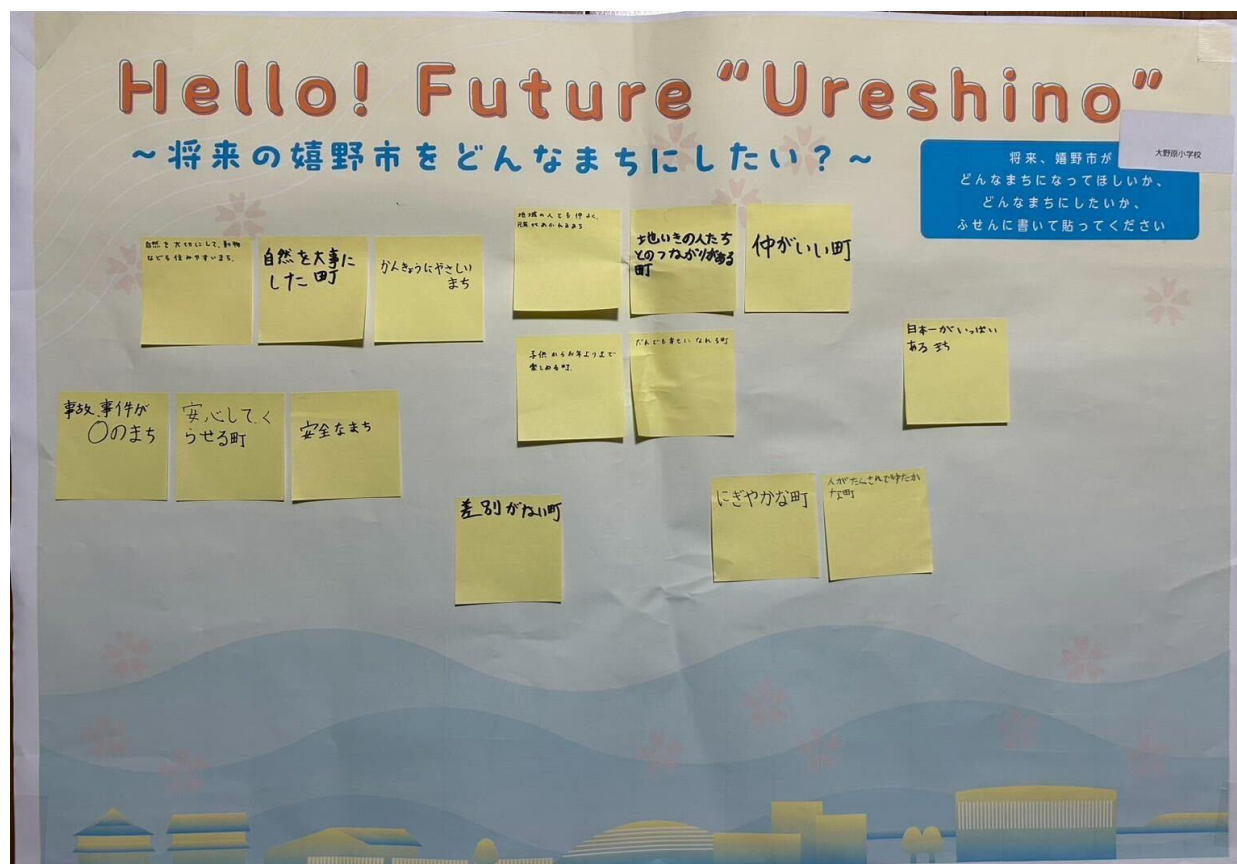 Hello! Future "Ureshino"
~将来の嬉野市をどんなまちにしたい？~
大野原小学校
将来、嬉野市が
どんなまちになってほしいか、
どんなまちにしたいか、
ふせんに書いて貼ってください
自然を大切にして、動物
なども住みやすいまち。
自然を大事に
した町
かんきょうにやさしい
まち
地域の人とも仲よく、
元気があふれるまち
地いきの人たち
とのつながりがある
町
仲がいい町
子供からお年よりまで
楽しめる町。
だれでも幸せになれる町
日本一がいっぱい
あるまち
事故、事件が
〇のまち
安心してく
らせる町
安全なまち
差別がない町
にぎやかな町
人がたくさんでゆたか
な町